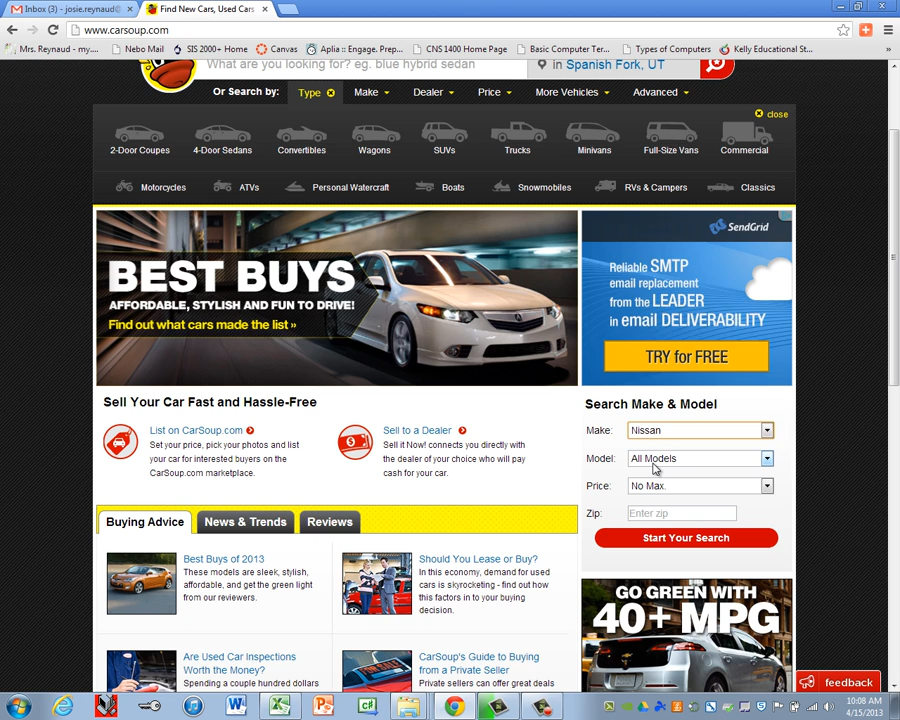 Inbox (3) - josie.reynaud@
Find New Cars, Used Cars
www.carsoup.com
Mrs. Reynaud - my...
Nebo Mail
SIS 2000+ Home
Canvas
Aplia :: Engage. Prep...
CNS 1400 Home Page
Basic Computer Ter...
Types of Computers
Kelly Educational St...
What are you looking for? eg. blue hybrid sedan
in Spanish Fork, UT
Or Search by:
Type
Make
Dealer
Price
More Vehicles
Advanced
close
2-Door Coupes
4-Door Sedans
Convertibles
Wagons
SUVs
Trucks
Minivans
Full-Size Vans
Commercial
Motorcycles
ATVs
Personal Watercraft
Boats
Snowmobiles
RVs & Campers
Classics
BEST BUYS
AFFORDABLE, STYLISH AND FUN TO DRIVE!
Find out what cars made the list »
SendGrid
Reliable SMTP
email replacement
from the LEADER
in email DELIVERABILITY
TRY for FREE
Sell Your Car Fast and Hassle-Free
List on CarSoup.com
Set your price, pick your photos and list
your car for interested buyers on the
CarSoup.com marketplace.
Sell to a Dealer
Sell it Now! connects you directly with
the dealer of your choice who will pay
cash for your car.
Search Make & Model
Make: Nissan
Model: All Models
Price: No Max.
Zip: Enter zip
Start Your Search
Buying Advice
News & Trends
Reviews
Best Buys of 2013
These models are sleek, stylish,
affordable, and get the green light
from our reviewers.
Should You Lease or Buy?
In this economy, demand for used
cars is skyrocketing - find out how
this factors in to your buying
decision.
Are Used Car Inspections
Worth the Money?
Spending a couple hundred dollars
FOR SALE
CarSoup's Guide to Buying
from a Private Seller
Private sellers can offer great deals
GO GREEN WITH
40+ MPG
feedback
10:08 AM
4/15/2013